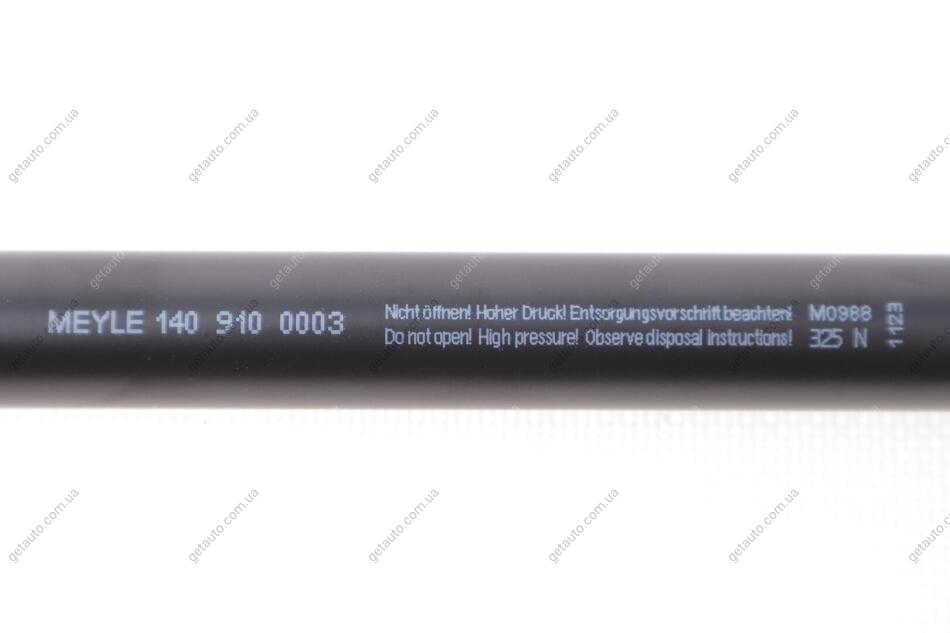 MEYLE 140 910 0003
Nicht öffnen! Hoher Druck! Entsorgungsvorschrift beachten! M0988
Do not open! High pressure! Observe disposal instructions! 325 N
1123
getauto.com.ua